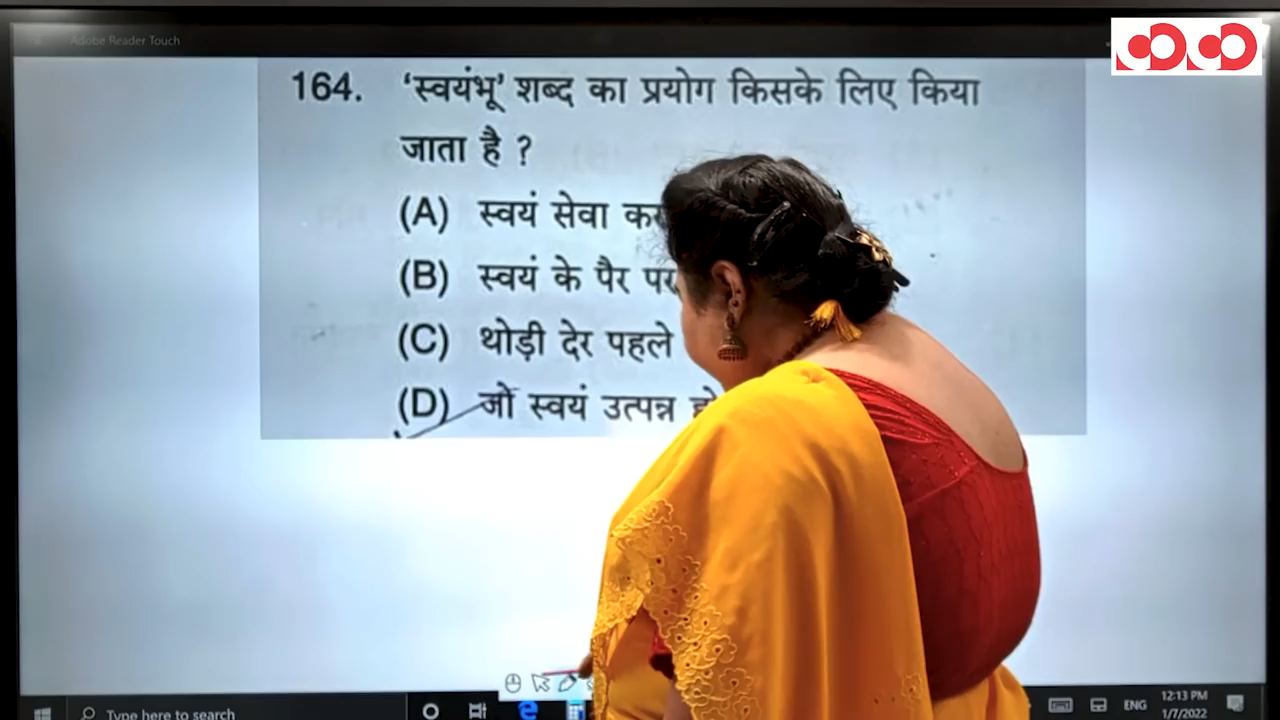 Adobe Reader Touch
164. 'स्वयंभू' शब्द का प्रयोग किसके लिए किया
जाता है ?
(A) स्वयं सेवा
(B) स्वयं के पैर पर
(C) थोड़ी देर पहले
(D) जो स्वयं उत्पन्न
Type here to search
ENG
12:13 PM
1/7/2022